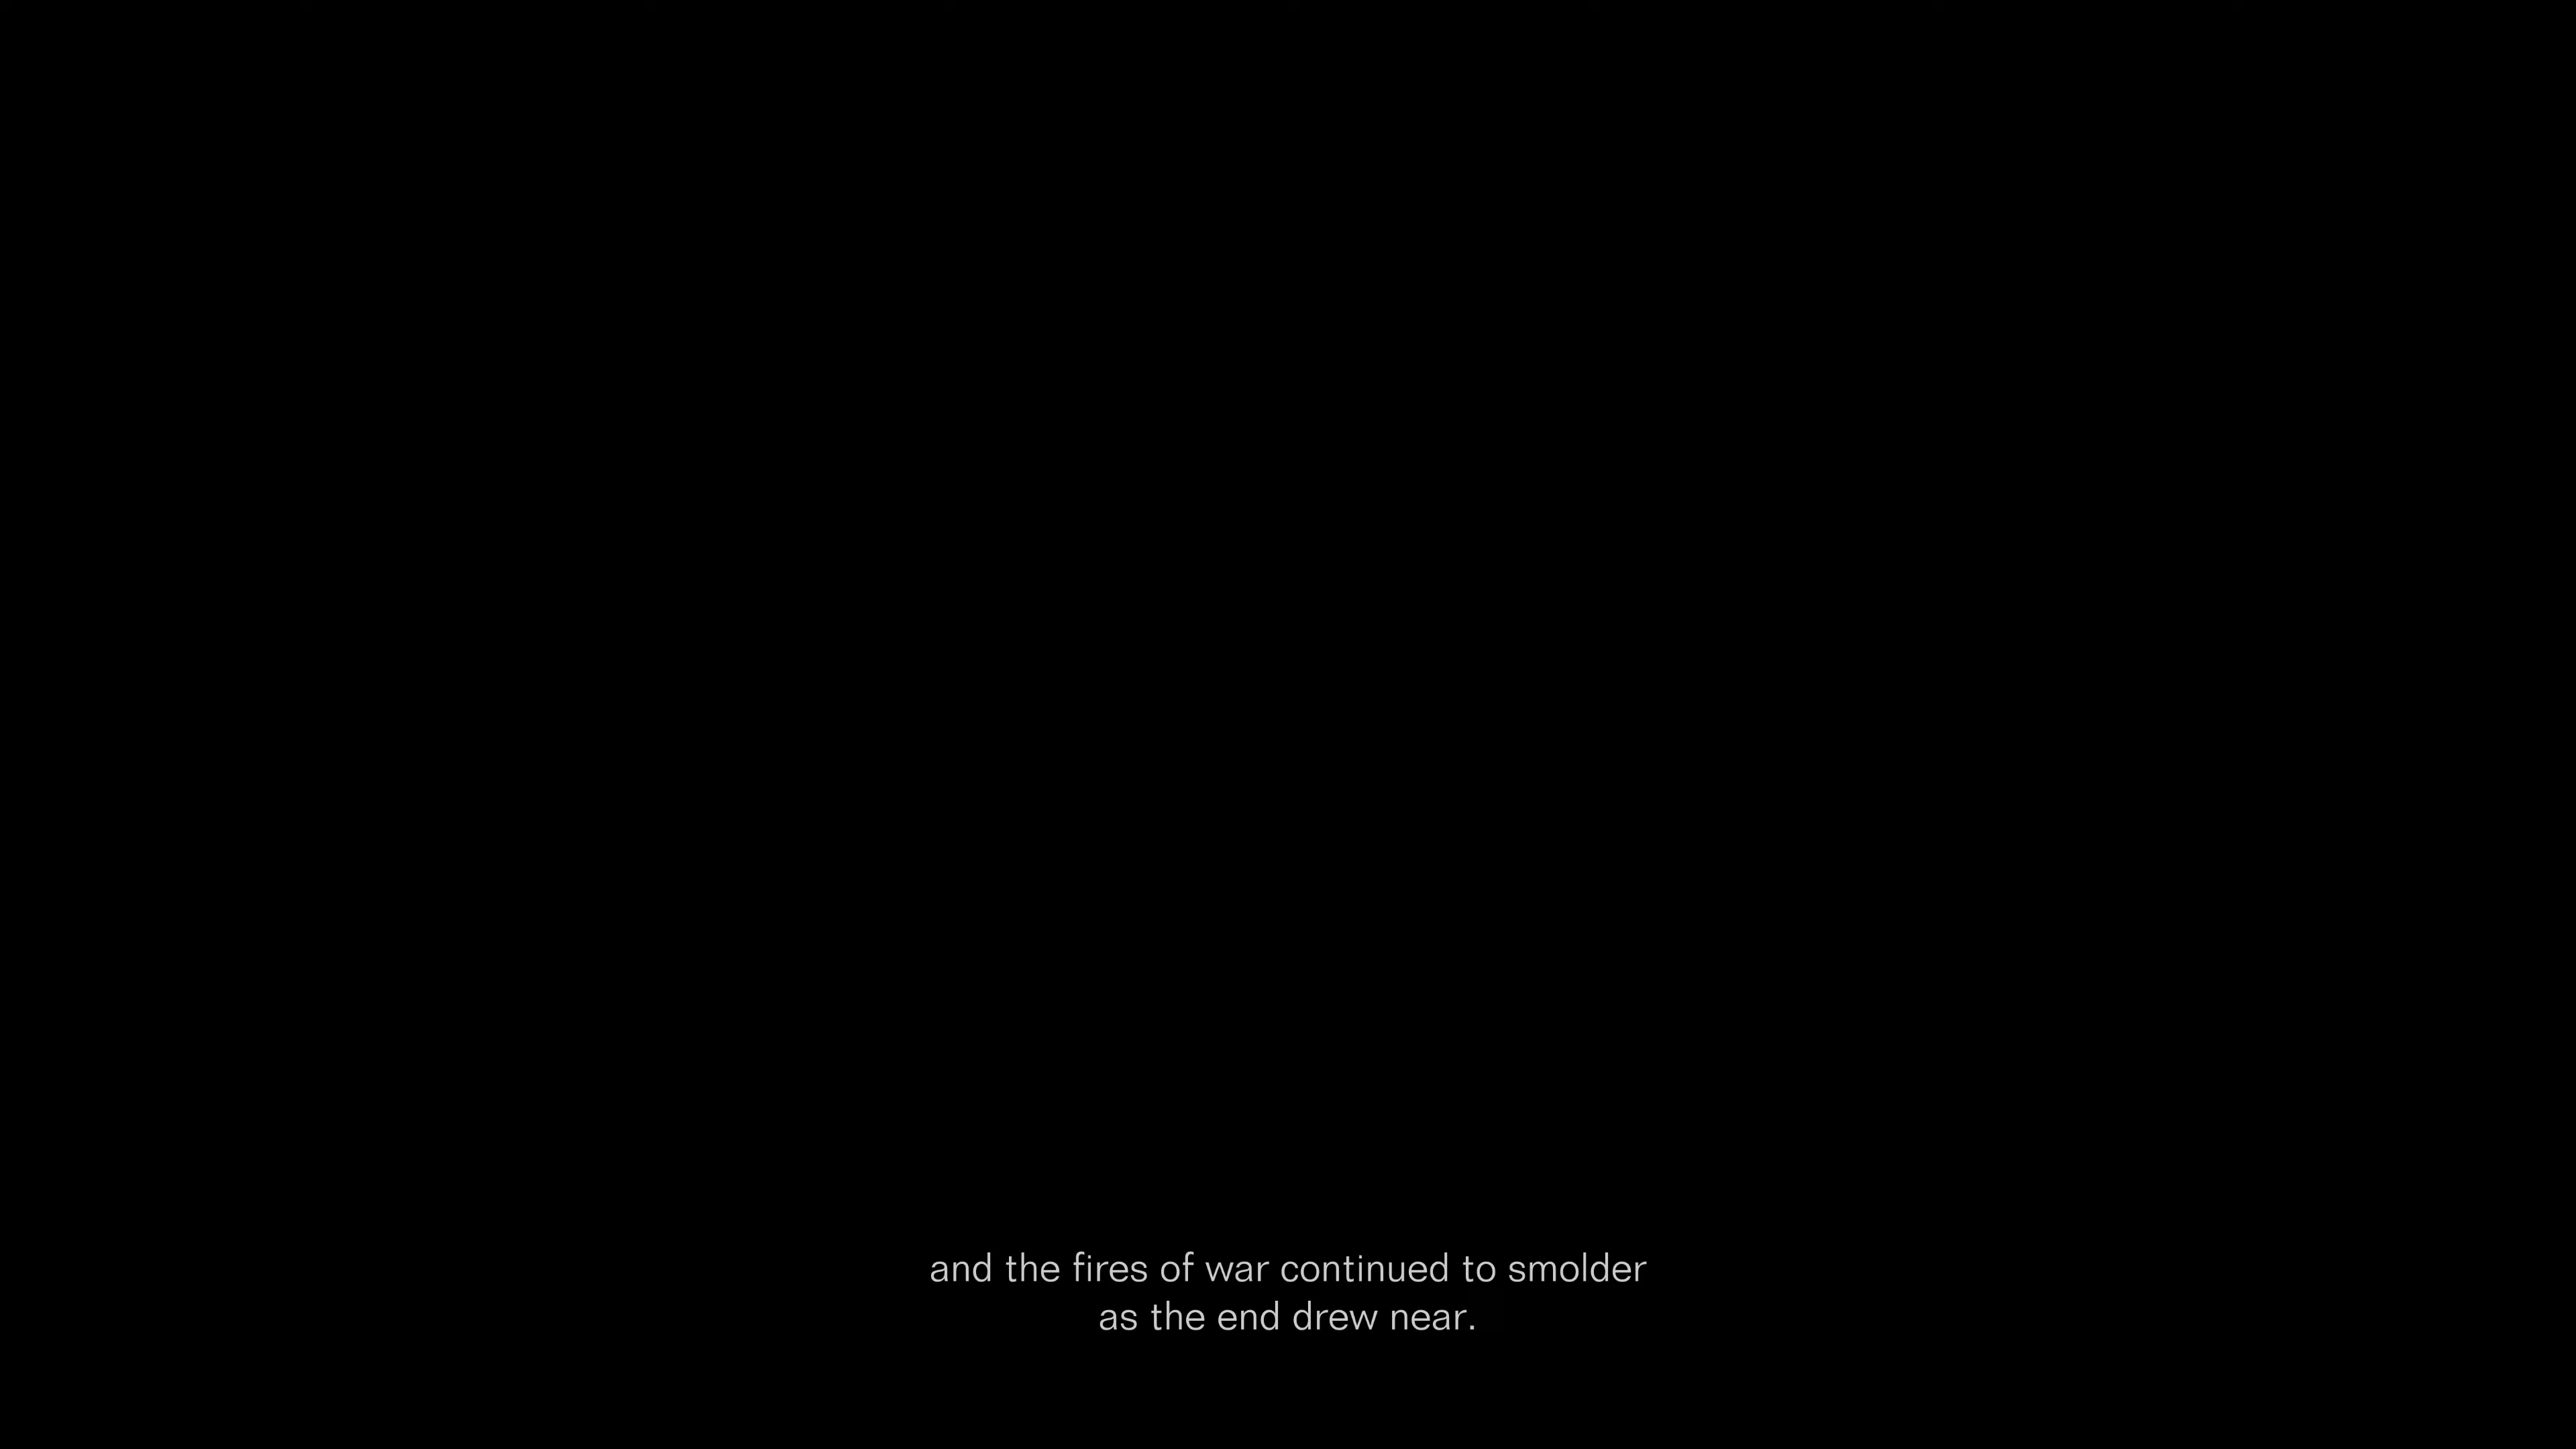 and the fires of war continued to smolder
as the end drew near.